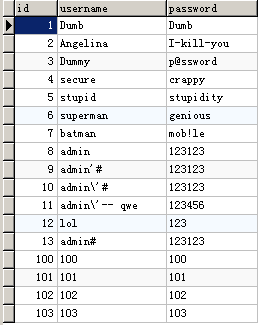 id username password
1 Dumb Dumb
2 Angelina I-kill-you
3 Dummy p@ssword
4 secure crappy
5 stupid stupidity
6 superman genious
7 batman mob!le
8 admin 123123
9 admin'# 123123
10 admin\'# 123123
11 admin\'-- qwe 123456
12 lol 123
13 admin# 123123
100 100 100
101 101 101
102 102 102
103 103 103